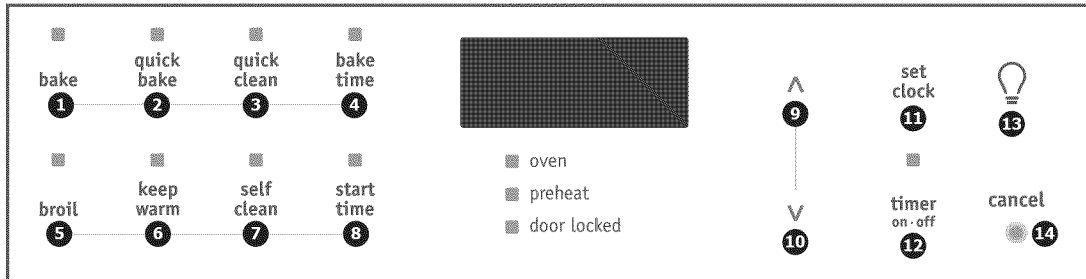 bake
quick
bake
quick
clean
bake
time
1
2
3
4
broil
keep
warm
self
clean
start
time
5
6
7
8
oven
preheat
door locked
9
10
set
clock
11
timer
on·off
12
13
cancel
14